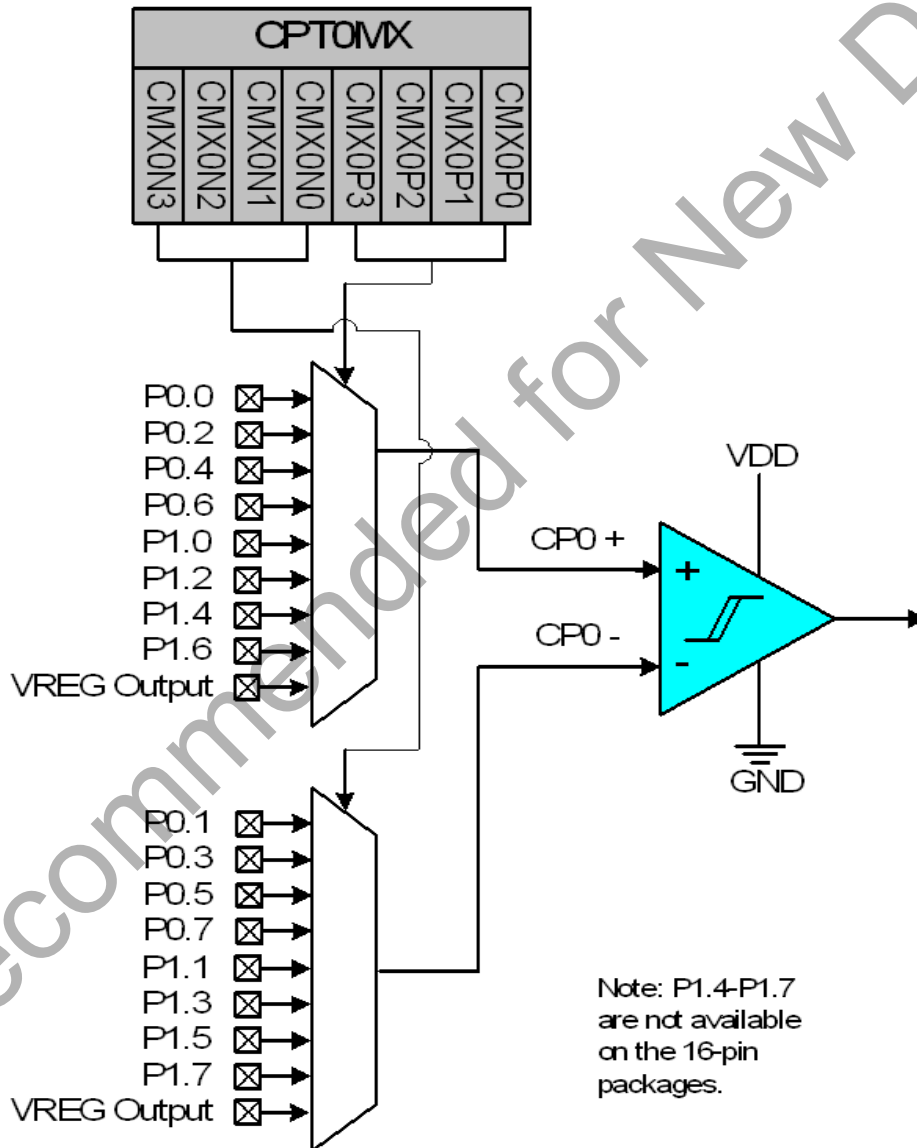 CPT0MX
CMX0N3
CMX0N2
CMX0N1
CMX0N0
CMX0P3
CMX0P2
CMX0P1
CMX0P0
P0.0
P0.2
P0.4
P0.6
P1.0
P1.2
P1.4
P1.6
VREG Output
P0.1
P0.3
P0.5
P0.7
P1.1
P1.3
P1.5
P1.7
VREG Output
CP0 +
CP0 -
VDD
+
-
GND
Note: P1.4-P1.7
are not available
on the 16-pin
packages.
ecommended for New D